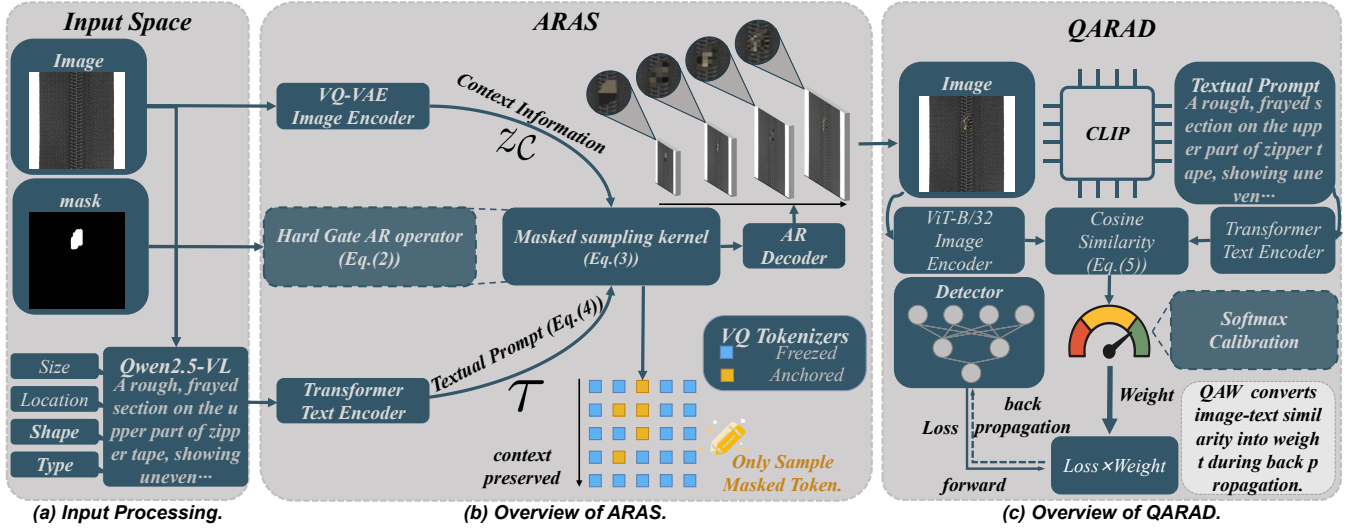 Input Space
Image
mask
Size
Location
Shape
Type
Qwen2.5-VL
A rough, frayed
section on the u
pper part of zipp
er tape, showing
uneven···
(a) Input Processing.
ARAS
VQ-VAE
Image Encoder
Context Information
𝒵𝒞
Hard Gate AR operator
(Eq.(2))
Masked sampling kernel
(Eq.(3))
AR
Decoder
Textual Prompt (Eq.(4))
𝒯
Transformer
Text Encoder
VQ Tokenizers
Freezed
Anchored
context
preserved
Only Sample
Masked Token.
(b) Overview of ARAS.
QARAD
Image
CLIP
Textual Prompt
A rough, frayed s
ection on the upp
er part of zipper t
ape, showing une
ven···
ViT-B/32
Image
Encoder
Cosine
Similarity
(Eq.(5))
Transformer
Text Encoder
Detector
Softmax
Calibration
Weight
back
propagation
Loss
forward
Loss×Weight
QAW converts
image-text simil
arity into weigh
t during back p
ropagation.
(c) Overview of QARAD.